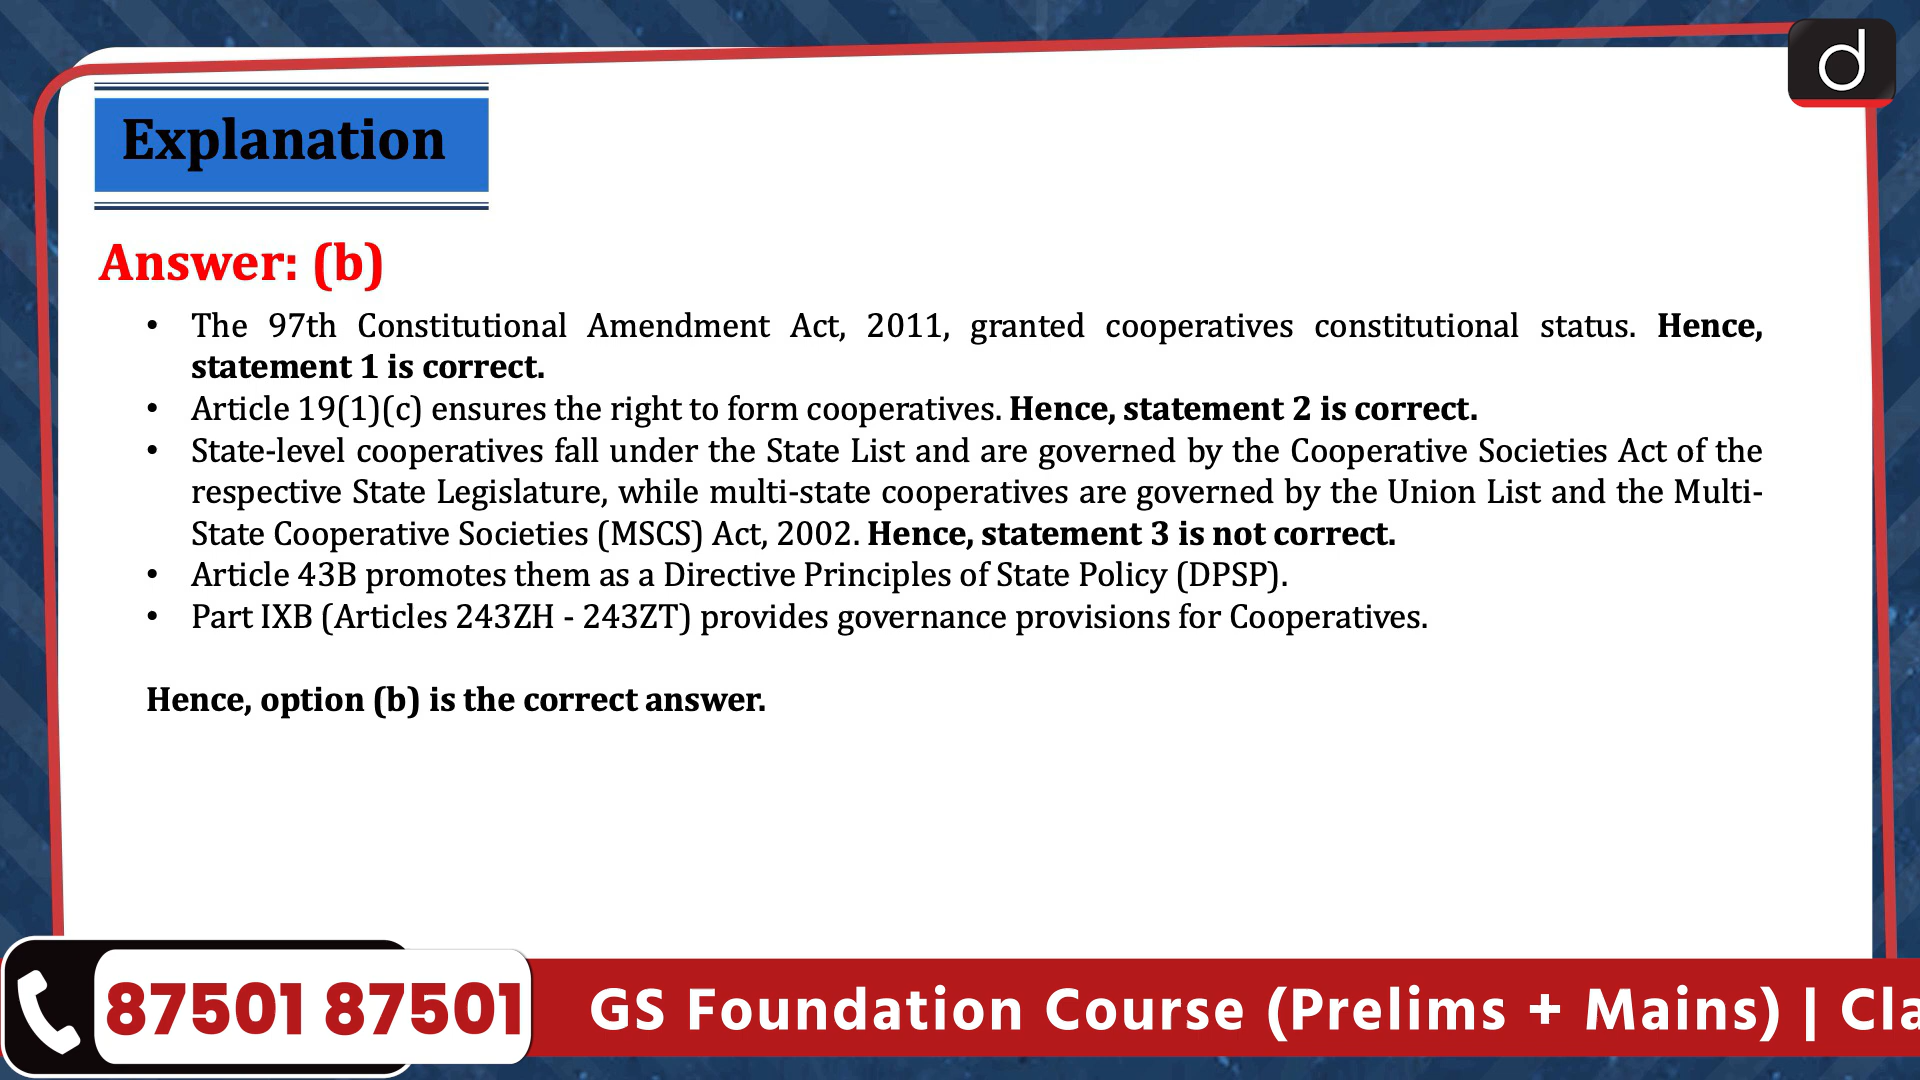 d
Explanation
Answer: (b)
• The 97th Constitutional Amendment Act, 2011, granted cooperatives constitutional status. Hence,
statement 1 is correct.
• Article 19(1)(c) ensures the right to form cooperatives. Hence, statement 2 is correct.
• State-level cooperatives fall under the State List and are governed by the Cooperative Societies Act of the
respective State Legislature, while multi-state cooperatives are governed by the Union List and the Multi-
State Cooperative Societies (MSCS) Act, 2002. Hence, statement 3 is not correct.
• Article 43B promotes them as a Directive Principles of State Policy (DPSP).
• Part IXB (Articles 243ZH - 243ZT) provides governance provisions for Cooperatives.
Hence, option (b) is the correct answer.
87501 87501 GS Foundation Course (Prelims + Mains) | Cla